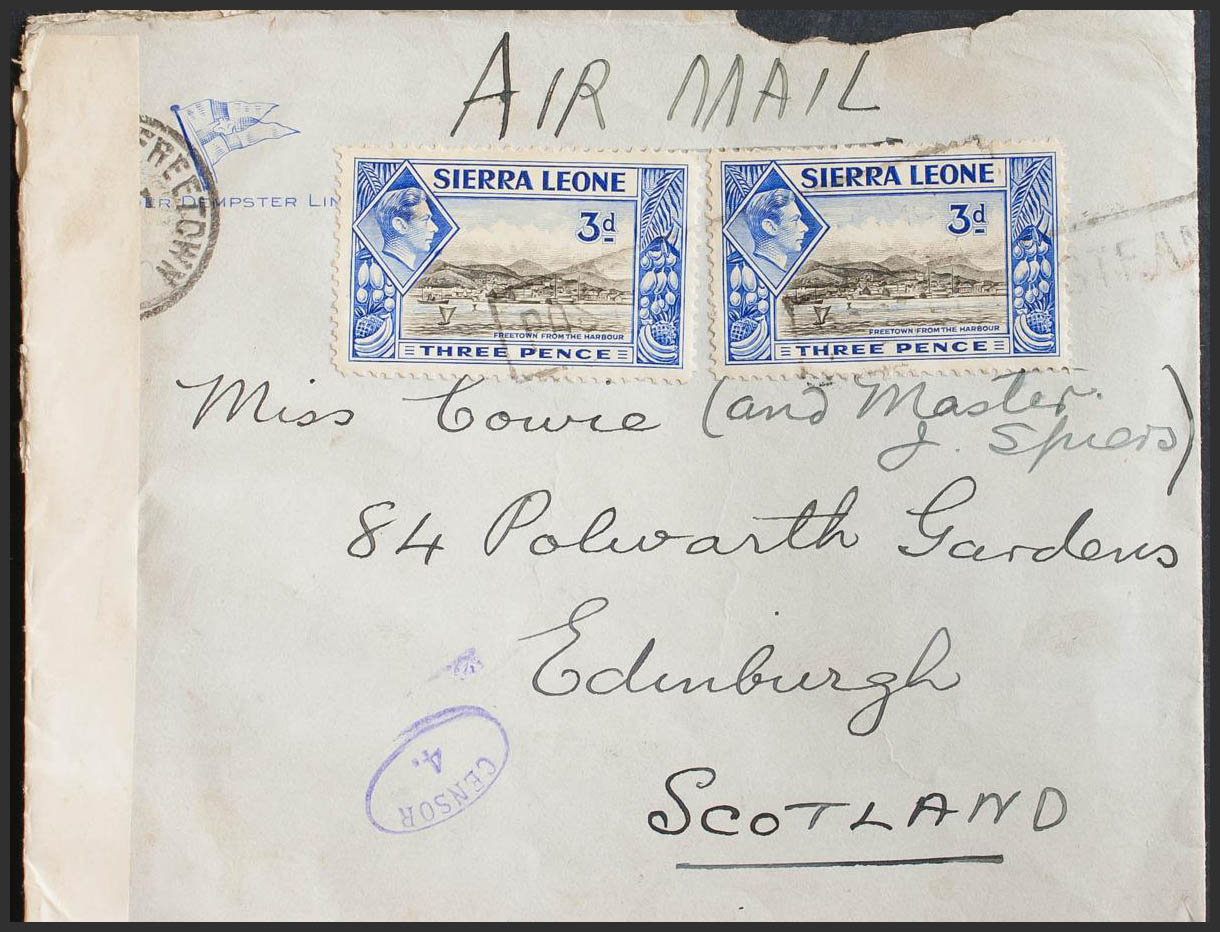 AIR MAIL
FREETOWN
DEMPSTER LIN
SIERRA LEONE
3d
FREETOWN FROM THE HARBOUR
THREE PENCE
SIERRA LEONE
3d
FREETOWN FROM THE HARBOUR
THREE PENCE
Miss Cowie (and Master
J. Spiers)
84 Polwarth Gardens
Edinburgh
SCOTLAND
CENSOR
4.